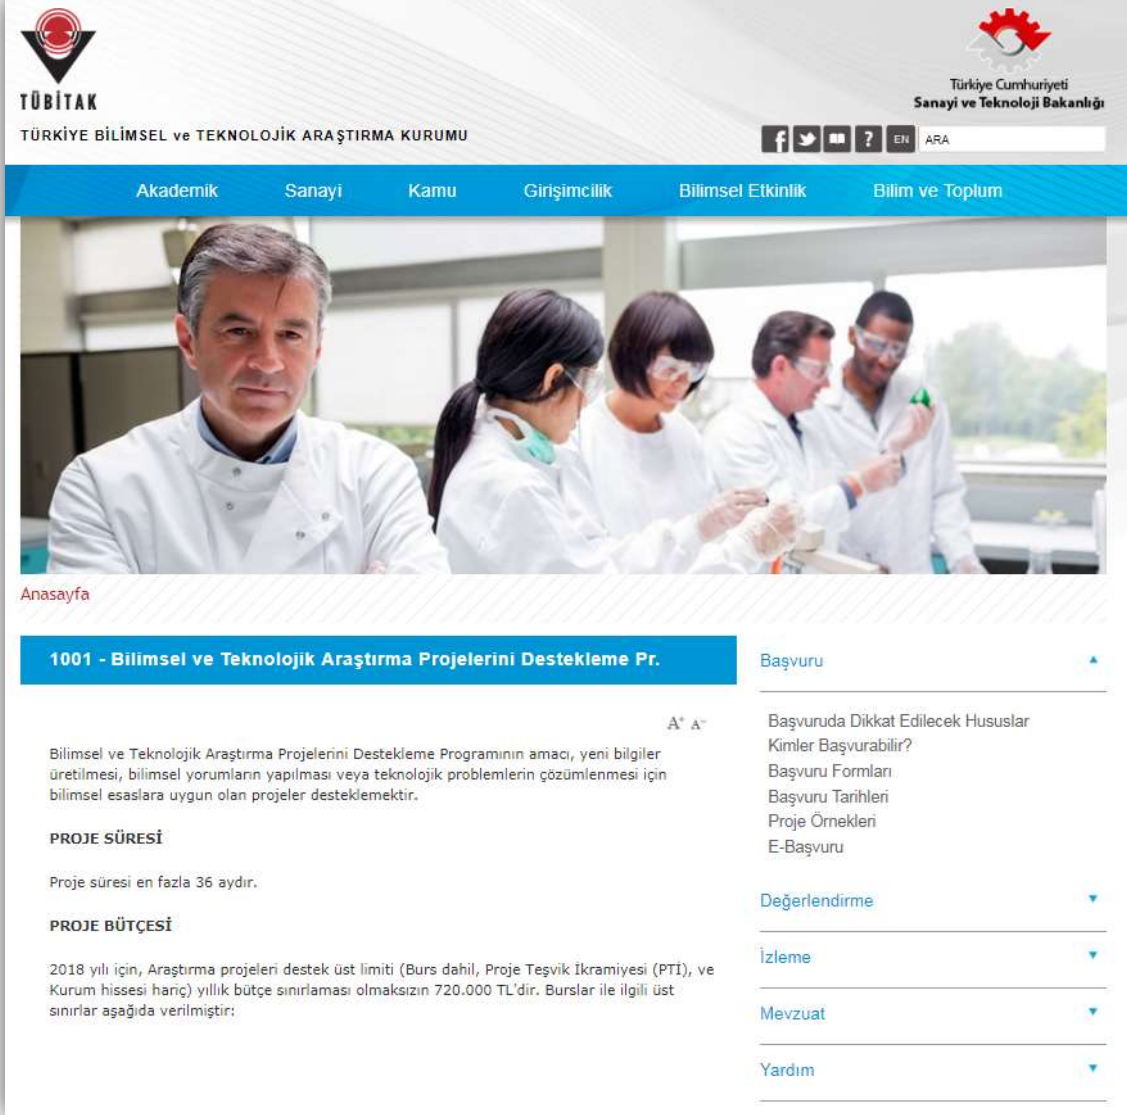 TÜBİTAK
TÜRKİYE BİLİMSEL ve TEKNOLOJİK ARAŞTIRMA KURUMU
Türkiye Cumhuriyeti
Sanayi ve Teknoloji Bakanlığı
f ? EN ARA
Akademik Sanayi Kamu Girişimcilik Bilimsel Etkinlik Bilim ve Toplum
Anasayfa
1001 - Bilimsel ve Teknolojik Araştırma Projelerini Destekleme Pr.
A+ A-
Bilimsel ve Teknolojik Araştırma Projelerini Destekleme Programının amacı, yeni bilgiler
üretilmesi, bilimsel yorumların yapılması veya teknolojik problemlerin çözümlenmesi için
bilimsel esaslara uygun olan projeler desteklemektir.
PROJE SÜRESİ
Proje süresi en fazla 36 aydır.
PROJE BÜTÇESİ
2018 yılı için, Araştırma projeleri destek üst limiti (Burs dahil, Proje Teşvik İkramiyesi (PTİ), ve
Kurum hissesi hariç) yıllık bütçe sınırlaması olmaksızın 720.000 TL'dir. Burslar ile ilgili üst
sınırlar aşağıda verilmiştir:
Başvuru
Başvuruda Dikkat Edilecek Hususlar
Kimler Başvurabilir?
Başvuru Formları
Başvuru Tarihleri
Proje Örnekleri
E-Başvuru
Değerlendirme
İzleme
Mevzuat
Yardım